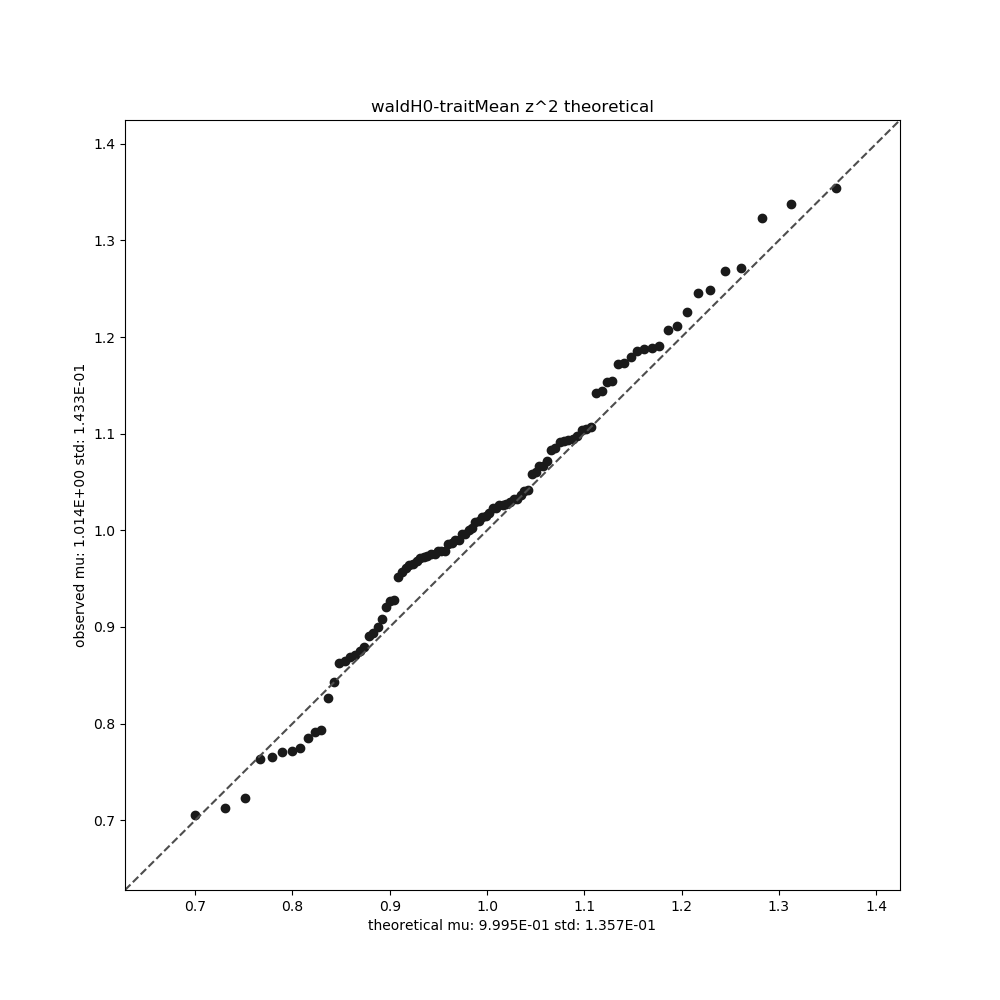 waldH0-traitMean z^2 theoretical
1.4
1.3
1.2
1.1
1.0
0.9
0.8
0.7
observed mu: 1.014E+00 std: 1.433E-01
0.7 0.8 0.9 1.0 1.1 1.2 1.3 1.4
theoretical mu: 9.995E-01 std: 1.357E-01